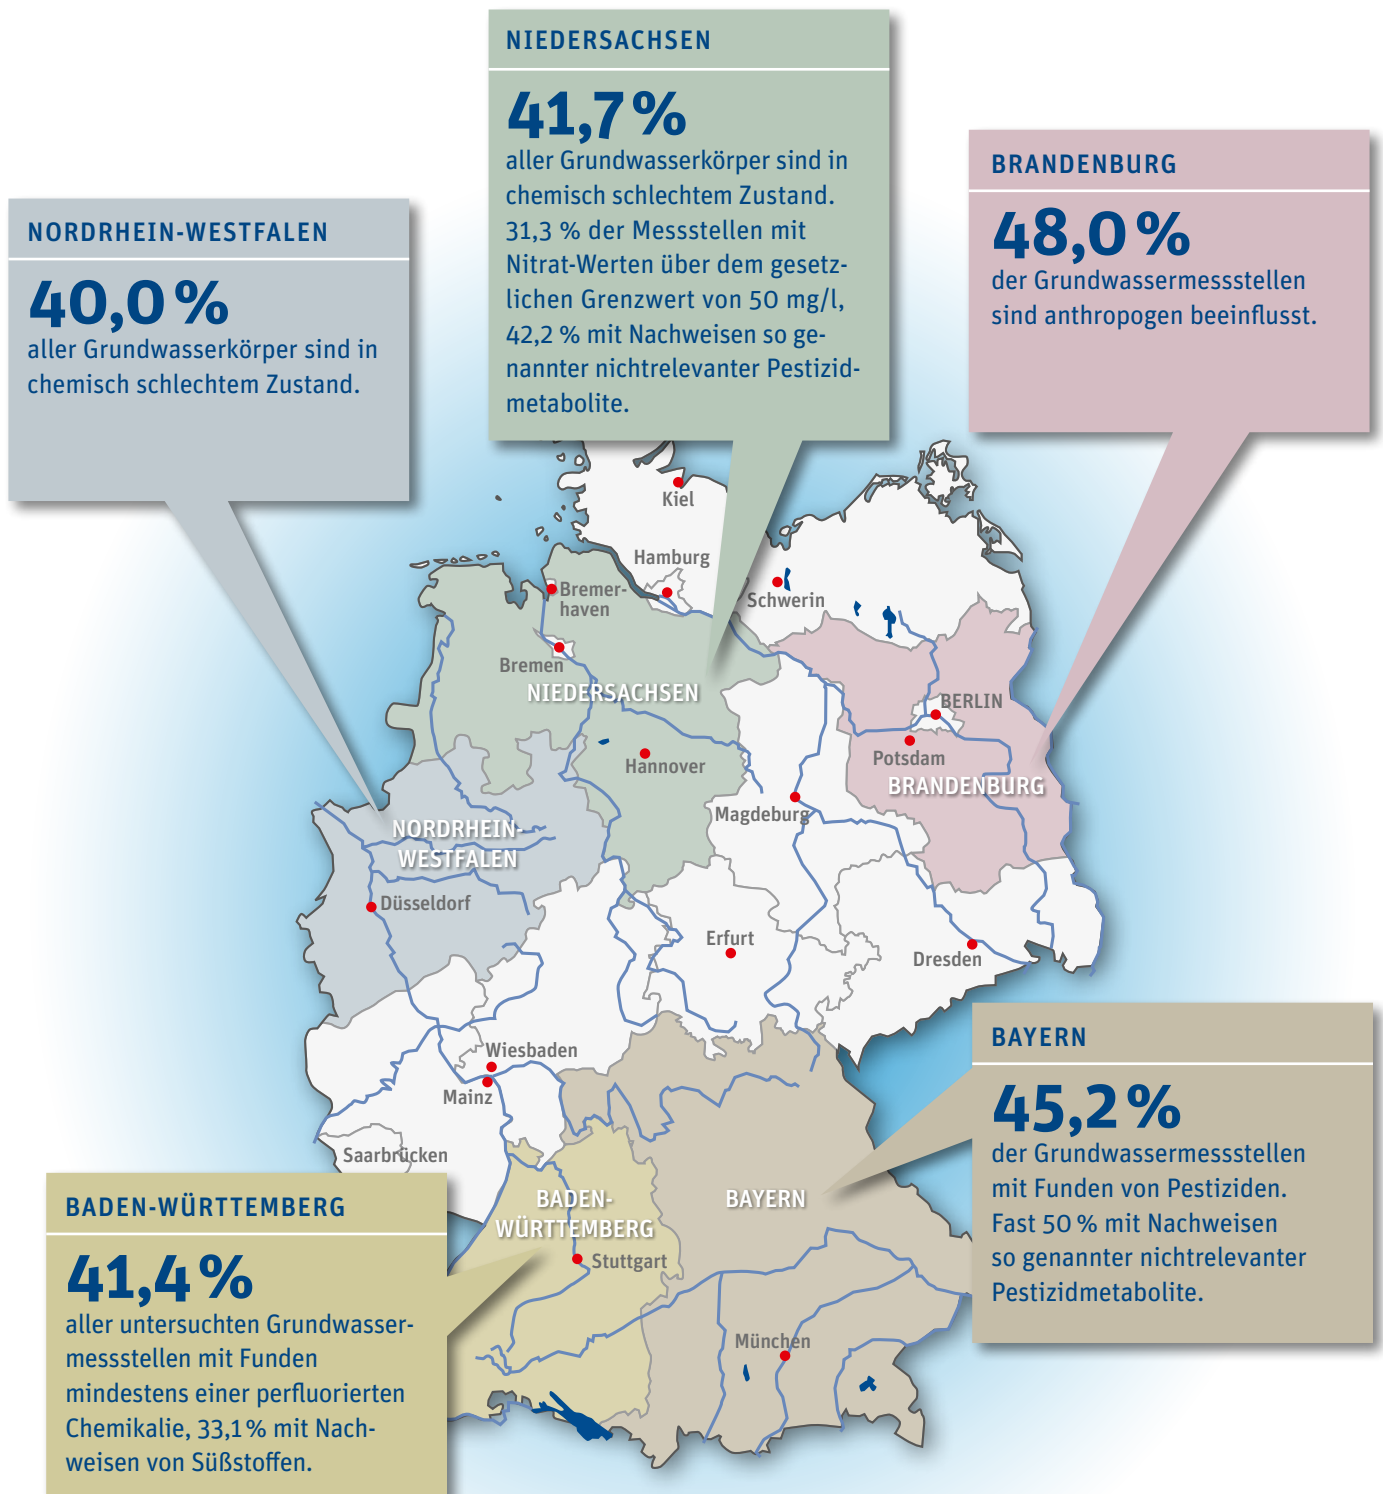 NIEDERSACHSEN
41,7 %
aller Grundwasserkörper sind in
chemisch schlechtem Zustand.
31,3 % der Messstellen mit
Nitrat-Werten über dem gesetz-
lichen Grenzwert von 50 mg/l,
42,2 % mit Nachweisen so ge-
nannter nichtrelevanter Pestizid-
metabolite.
BRANDENBURG
48,0 %
der Grundwassermessstellen
sind anthropogen beeinflusst.
NORDRHEIN-WESTFALEN
40,0 %
aller Grundwasserkörper sind in
chemisch schlechtem Zustand.
Kiel
Hamburg
Bremer-
haven
Schwerin
Bremen
NIEDERSACHSEN
BERLIN
Potsdam
Hannover
BRANDENBURG
Magdeburg
NORDRHEIN-
WESTFALEN
Düsseldorf
Erfurt
Dresden
Wiesbaden
Mainz
Saarbrücken
BADEN-
WÜRTTEMBERG
BAYERN
Stuttgart
München
BAYERN
45,2 %
der Grundwassermessstellen
mit Funden von Pestiziden.
Fast 50 % mit Nachweisen
so genannter nichtrelevanter
Pestizidmetabolite.
BADEN-WÜRTTEMBERG
41,4 %
aller untersuchten Grundwasser-
messstellen mit Funden
mindestens einer perfluorierten
Chemikalie, 33,1 % mit Nach-
weisen von Süßstoffen.